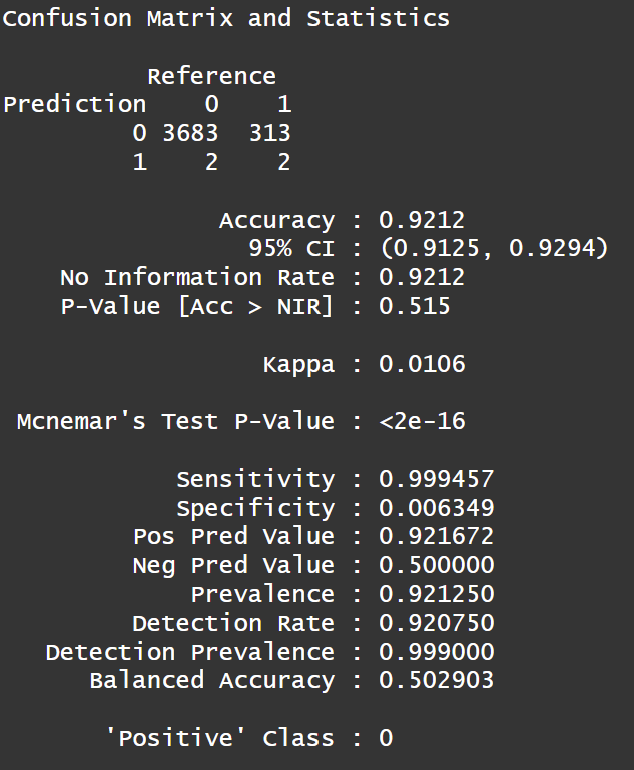 Confusion Matrix and Statistics
Reference
Prediction 0 1
0 3683 313
1 2 2
Accuracy : 0.9212
95% CI : (0.9125, 0.9294)
No Information Rate : 0.9212
P-Value [Acc > NIR] : 0.515
Kappa : 0.0106
Mcnemar's Test P-Value : <2e-16
Sensitivity : 0.999457
Specificity : 0.006349
Pos Pred Value : 0.921672
Neg Pred Value : 0.500000
Prevalence : 0.921250
Detection Rate : 0.920750
Detection Prevalence : 0.999000
Balanced Accuracy : 0.502903
'Positive' Class : 0